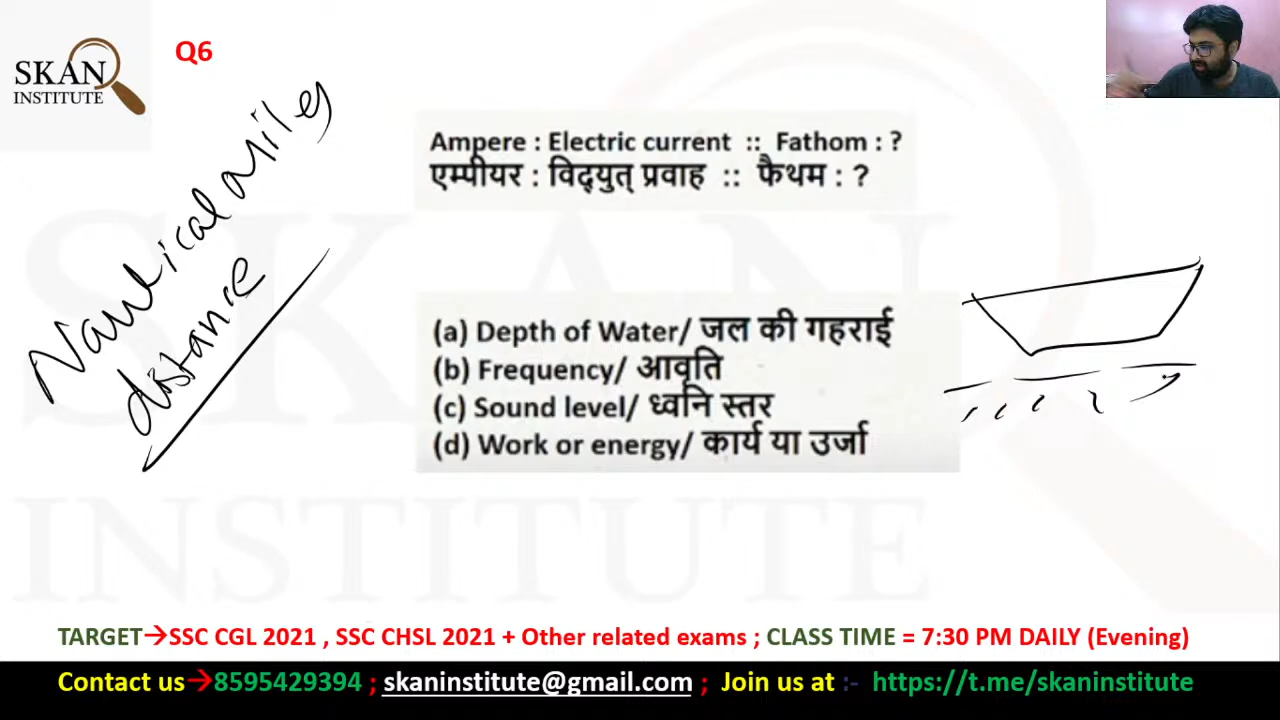 SKAN
INSTITUTE
Q6
Nautical miles
distance
Ampere : Electric current :: Fathom : ?
एम्पीयर : विद्युत् प्रवाह :: फैथम : ?
(a) Depth of Water/ जल की गहराई
(b) Frequency/ आवृति
(c) Sound level/ ध्वनि स्तर
(d) Work or energy/ कार्य या उर्जा
SKAN
INSTITUTE
TARGET→SSC CGL 2021 , SSC CHSL 2021 + Other related exams ; CLASS TIME = 7:30 PM DAILY (Evening)
Contact us→8595429394 ; skaninstitute@gmail.com ; Join us at :- https://t.me/skaninstitute